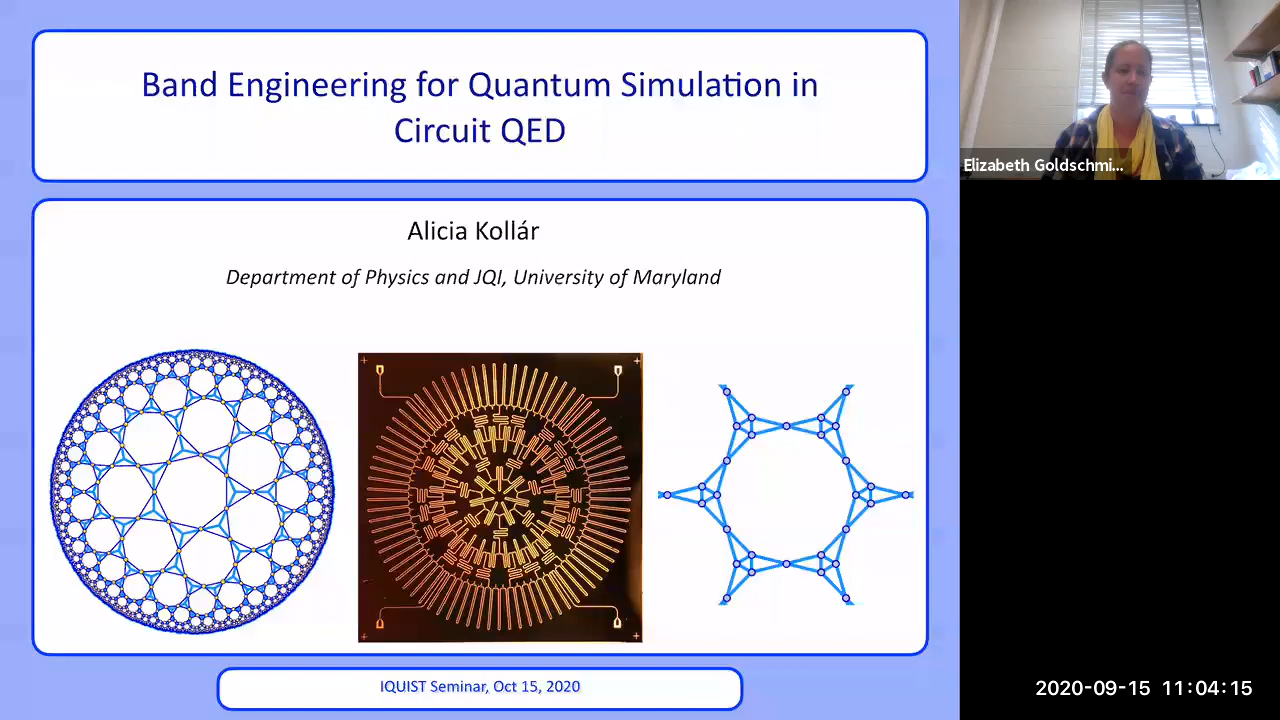 Band Engineering for Quantum Simulation in
Circuit QED
Alicia Kollár
Department of Physics and JQI, University of Maryland
IQUIST Seminar, Oct 15, 2020
Elizabeth Goldschmi...
2020-09-15 11:04:15